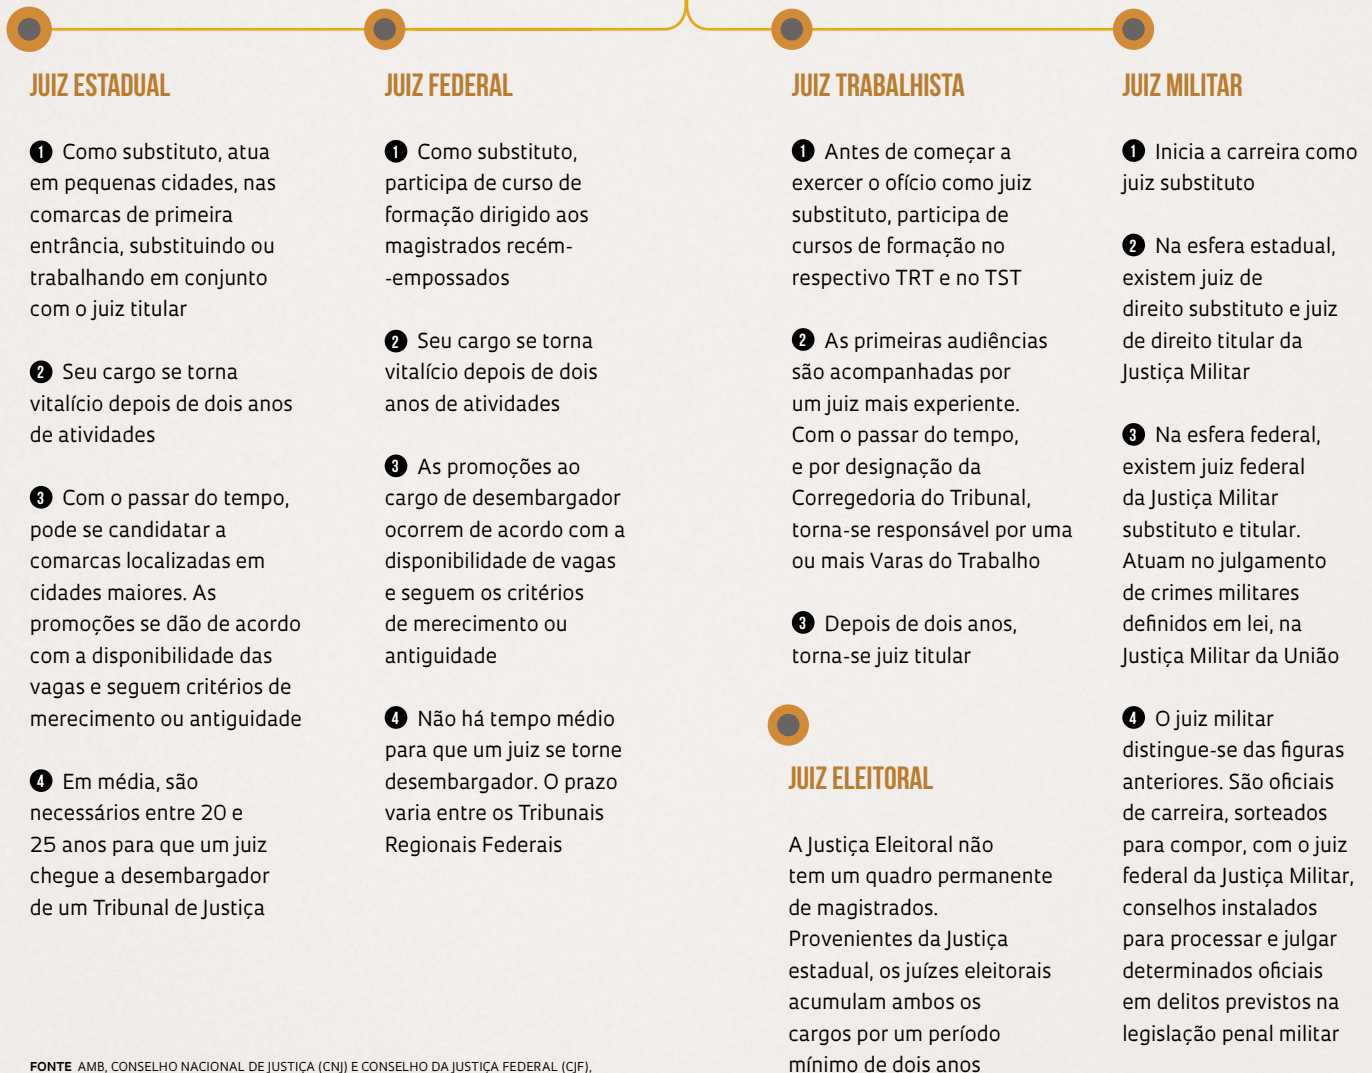 JUIZ ESTADUAL
1 Como substituto, atua
em pequenas cidades, nas
comarcas de primeira
entrância, substituindo ou
trabalhando em conjunto
com o juiz titular
2 Seu cargo se torna
vitalício depois de dois anos
de atividades
3 Com o passar do tempo,
pode se candidatar a
comarcas localizadas em
cidades maiores. As
promoções se dão de acordo
com a disponibilidade das
vagas e seguem critérios de
merecimento ou antiguidade
4 Em média, são
necessários entre 20 e
25 anos para que um juiz
chegue a desembargador
de um Tribunal de Justiça
JUIZ FEDERAL
1 Como substituto,
participa de curso de
formação dirigido aos
magistrados recém-
-empossados
2 Seu cargo se torna
vitalício depois de dois
anos de atividades
3 As promoções ao
cargo de desembargador
ocorrem de acordo com a
disponibilidade de vagas
e seguem os critérios
de merecimento ou
antiguidade
4 Não há tempo médio
para que um juiz se torne
desembargador. O prazo
varia entre os Tribunais
Regionais Federais
JUIZ TRABALHISTA
1 Antes de começar a
exercer o ofício como juiz
substituto, participa de
cursos de formação no
respectivo TRT e no TST
2 As primeiras audiências
são acompanhadas por
um juiz mais experiente.
Com o passar do tempo,
e por designação da
Corregedoria do Tribunal,
torna-se responsável por uma
ou mais Varas do Trabalho
3 Depois de dois anos,
torna-se juiz titular
JUIZ ELEITORAL
A Justiça Eleitoral não
tem um quadro permanente
de magistrados.
Provenientes da Justiça
estadual, os juízes eleitorais
acumulam ambos os
cargos por um período
mínimo de dois anos
JUIZ MILITAR
1 Inicia a carreira como
juiz substituto
2 Na esfera estadual,
existem juiz de
direito substituto e juiz
de direito titular da
Justiça Militar
3 Na esfera federal,
existem juiz federal
da Justiça Militar
substituto e titular.
Atuam no julgamento
de crimes militares
definidos em lei, na
Justiça Militar da União
4 O juiz militar
distingue-se das figuras
anteriores. São oficiais
de carreira, sorteados
para compor, com o juiz
federal da Justiça Militar,
conselhos instalados
para processar e julgar
determinados oficiais
em delitos previstos na
legislação penal militar
FONTE AMB, CONSELHO NACIONAL DE JUSTIÇA (CNJ) E CONSELHO DA JUSTIÇA FEDERAL (CJF),